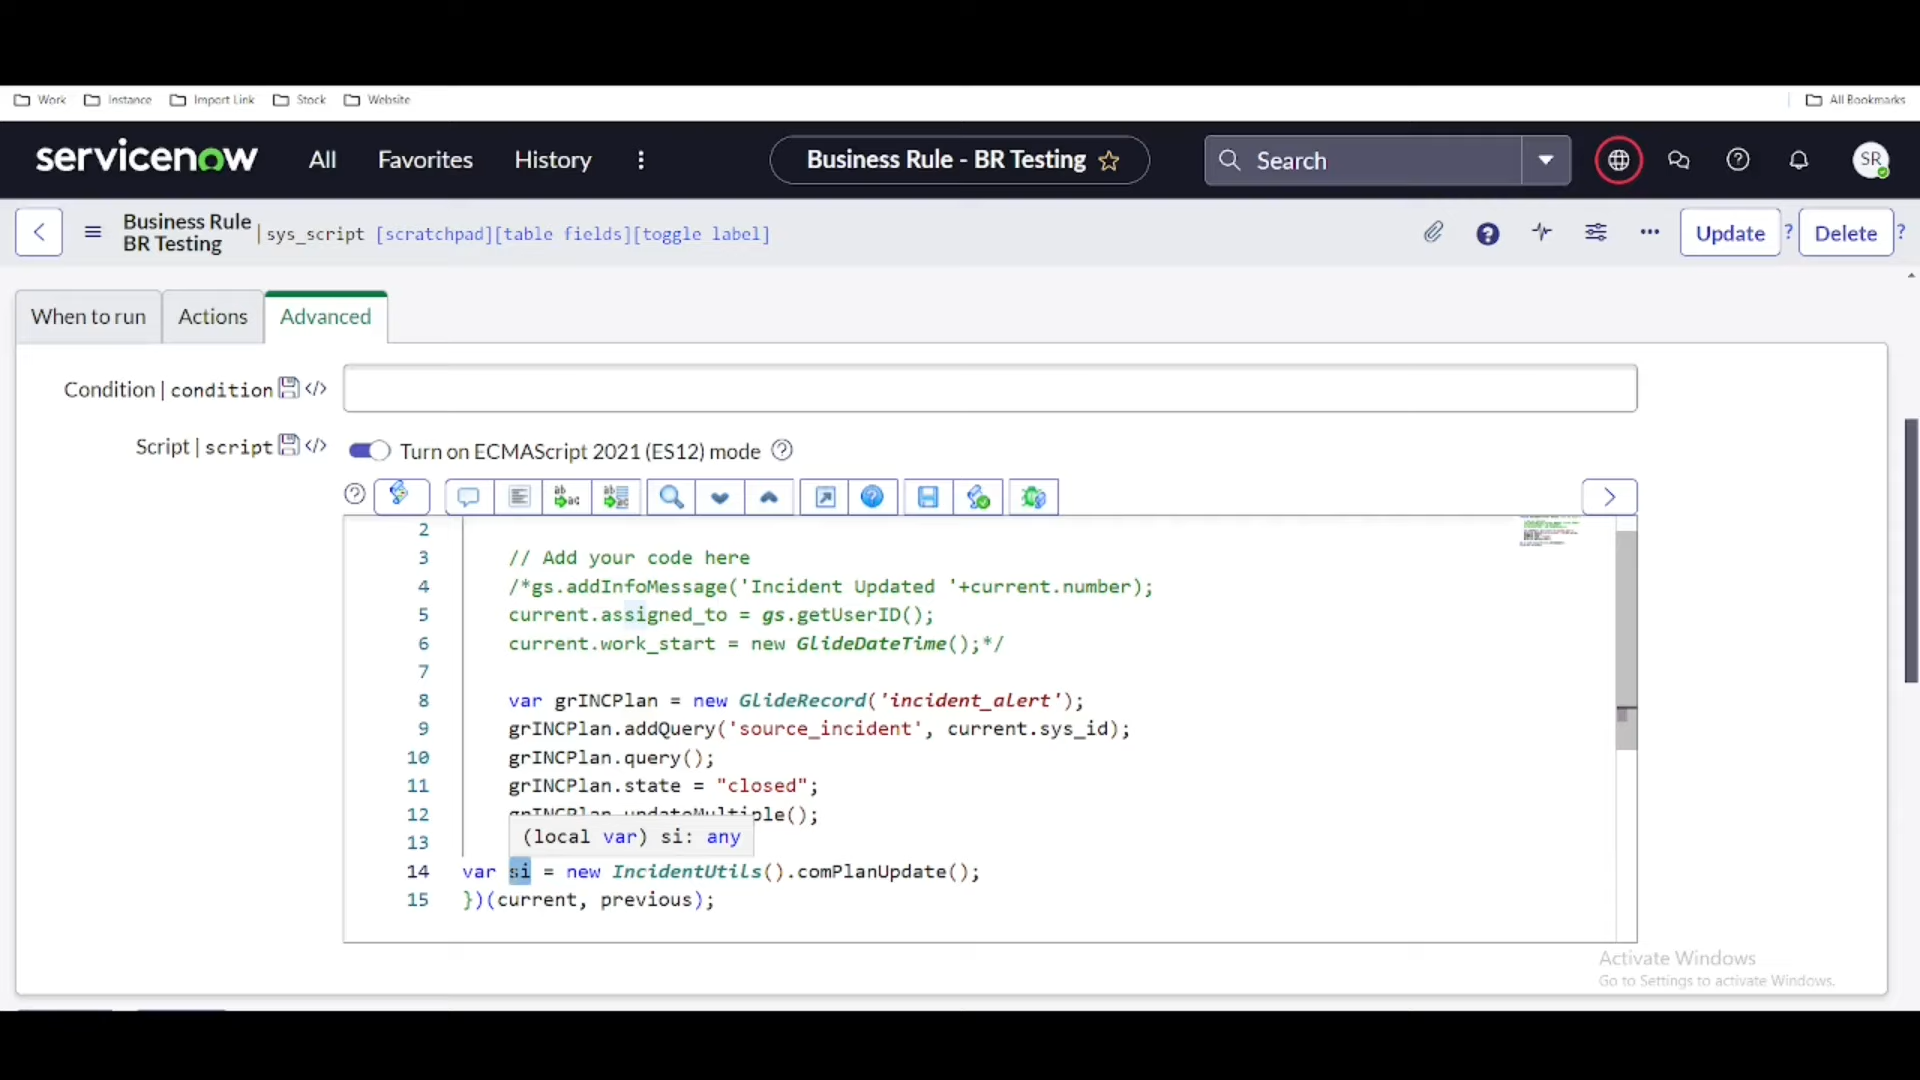 Work Instance Import Link Stock Website All Bookmarks
servicenow All Favorites History Business Rule - BR Testing Search SR
Business Rule
BR Testing
sys_script [scratchpad][table fields][toggle label] ... Update ? Delete ?
When to run Actions Advanced
Condition | condition </>
Script | script </> Turn on ECMAScript 2021 (ES12) mode
2
3 // Add your code here
4 /*gs.addInfoMessage('Incident Updated '+current.number);
5 current.assigned_to = gs.getUserID();
6 current.work_start = new GlideDateTime();*/
7
8 var grINCPlan = new GlideRecord('incident_alert');
9 grINCPlan.addQuery('source_incident', current.sys_id);
10 grINCPlan.query();
11 grINCPlan.state = "closed";
12 grINCPlan.updateMultiple();
(local var) si: any
13
14 var si = new IncidentUtils().comPlanUpdate();
15 })(current, previous);
Activate Windows
Go to Settings to activate Windows.